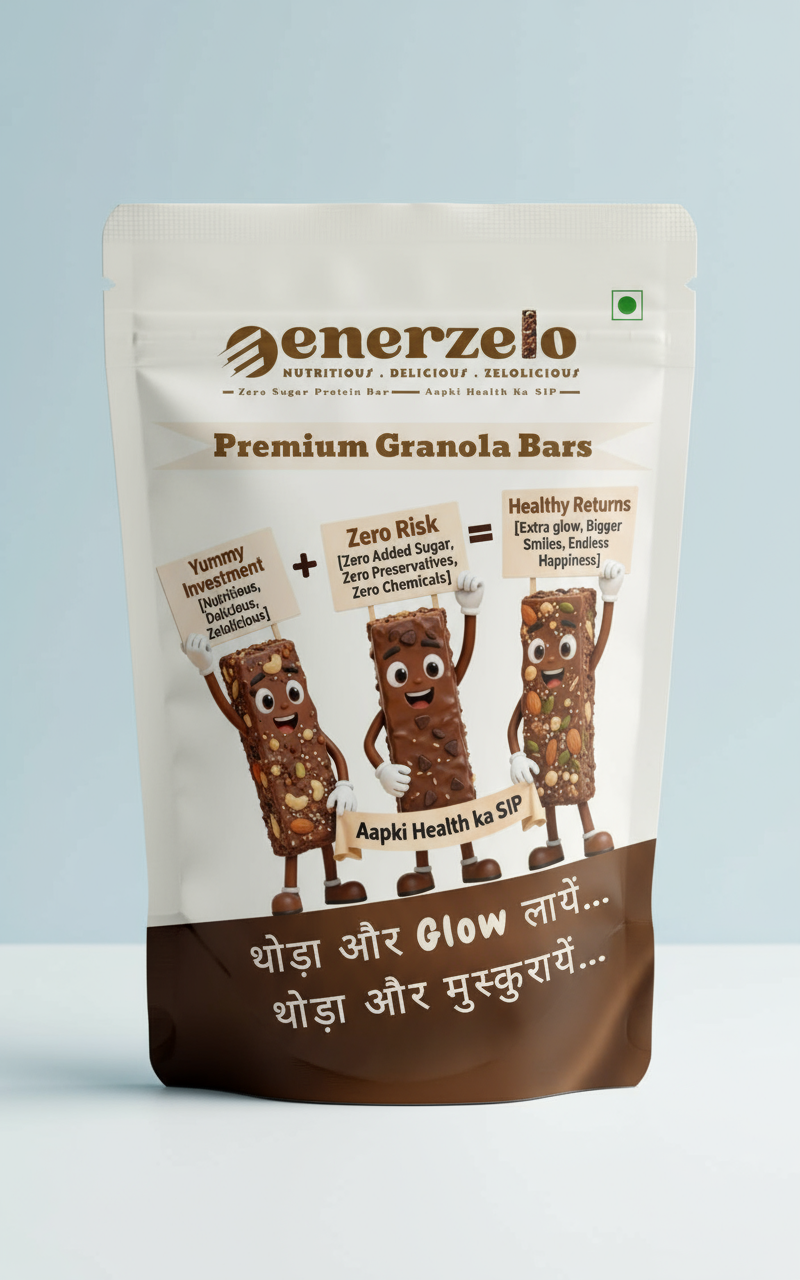 enerzelo
NUTRITIOUS . DELICIOUS . ZELOLICIOUS
Zero Sugar Protein Bar Aapki Health Ka SIP
Premium Granola Bars
Yummy
Investment
[Nutritious,
Delicious,
Zelolicious]
+
Zero Risk
[Zero Added Sugar,
Zero Preservatives,
Zero Chemicals]
=
Healthy Returns
[Extra glow, Bigger
Smiles, Endless
Happiness]
Aapki Health ka SIP
थोड़ा और Glow लायें...
थोड़ा और मुस्कुरायें...